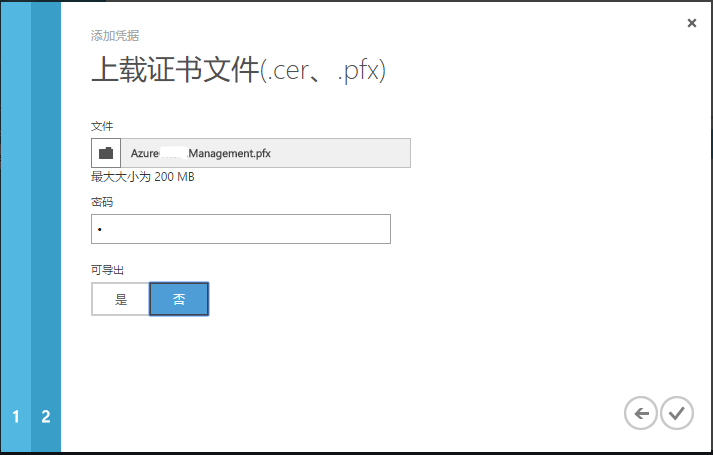 添加凭据
上载证书文件(.cer、.pfx)
文件
Azure Management.pfx
最大大小为 200 MB
密码
可导出
是 否
1 2